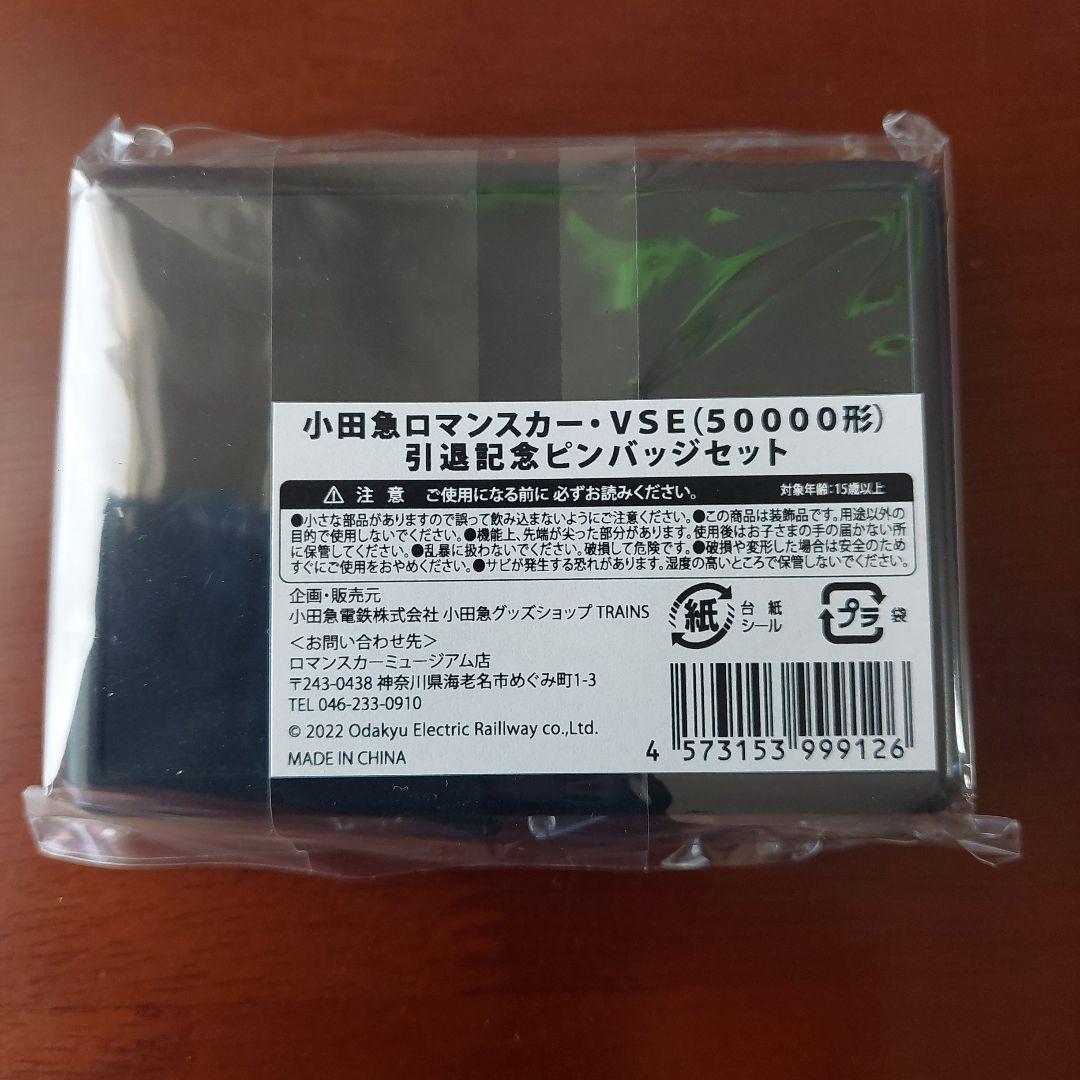 小田急ロマンスカー・VSE(50000形)
引退記念ピンバッジセット
⚠ 注 意 ご使用になる前に必ずお読みください。 対象年齢:15歳以上
●小さな部品がありますので誤って飲み込まないようにご注意ください。●この商品は装飾品です。用途以外の
目的で使用しないでください。●機能上、先端が尖った部分があります。使用後はお子さまの手の届かない所
に保管してください。●乱暴に扱わないでください。破損して危険です。●破損や変形した場合は安全のため
すぐにご使用をおやめください。●サビが発生する恐れがあります。湿度の高いところで保管しないでください。
企画・販売元
小田急電鉄株式会社 小田急グッズショップ TRAINS
<お問い合わせ先>
ロマンスカーミュージアム店
〒243-0438 神奈川県海老名市めぐみ町1-3
TEL 046-233-0910
© 2022 Odakyu Electric Raillway co.,Ltd.
MADE IN CHINA
紙 台紙
シール
プラ 袋
4 573153 999126